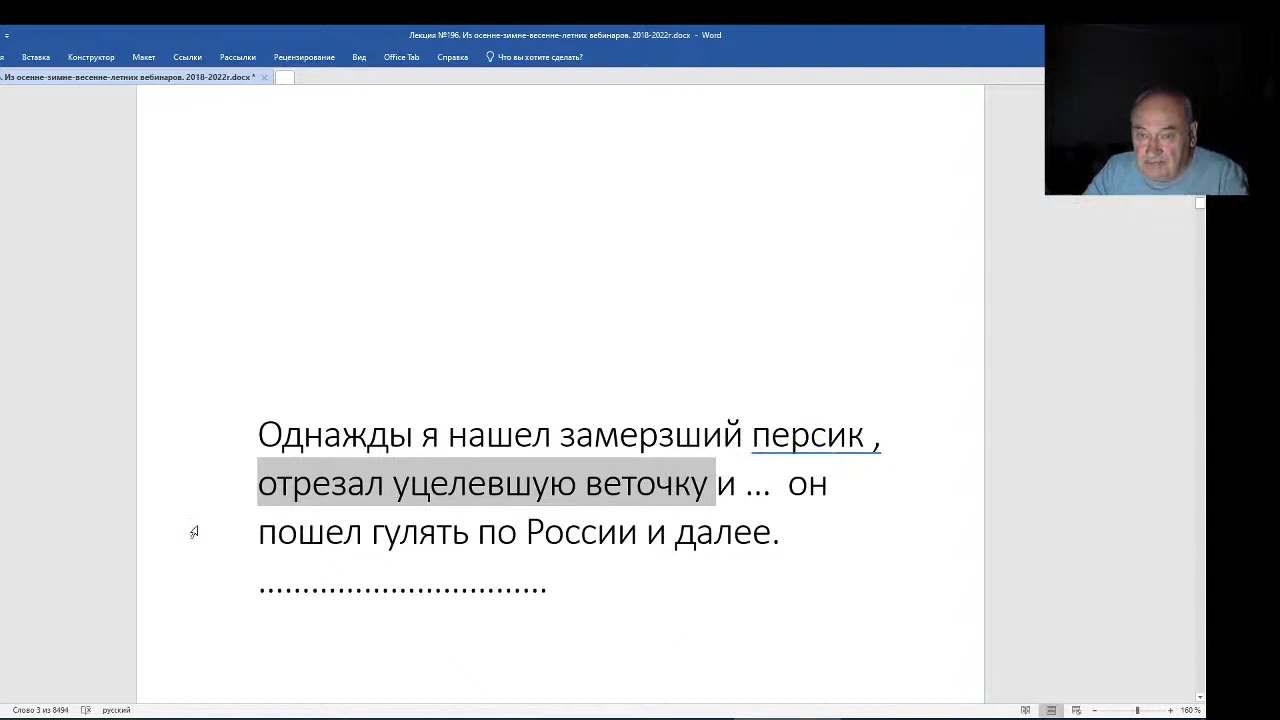 Лекция №196. Из осенне-зимне-весенне-летних вебинаров. 2018-2022г.docx - Word
Вставка Конструктор Макет Ссылки Рассылки Рецензирование Вид Office Tab Справка Что вы хотите сделать?
. Из осенне-зимне-весенне-летних вебинаров. 2018-2022г.docx *
Однажды я нашел замерзший персик ,
отрезал уцелевшую веточку и ... он
пошел гулять по России и далее.
.................................
Слово 3 из 8494 русский 160 %